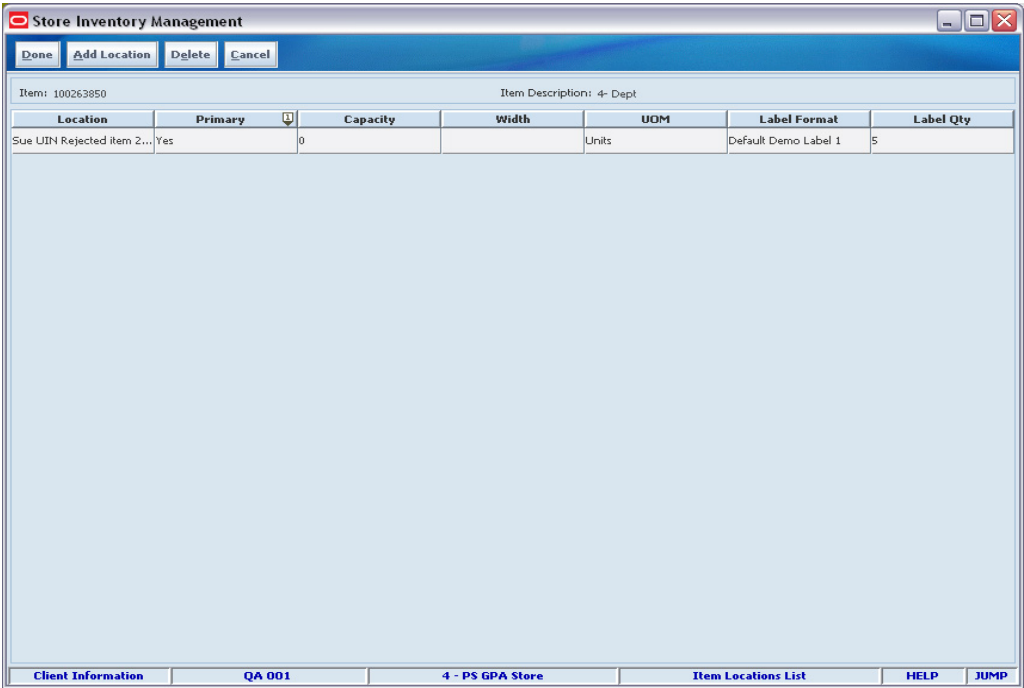 Store Inventory Management
Done Add Location Delete Cancel
Item: 100263850 Item Description: 4- Dept
Location Primary 1 Capacity Width UOM Label Format Label Qty
Sue UIN Rejected item 2... Yes 0 Units Default Demo Label 1 5
Client Information QA 001 4 - PS GPA Store Item Locations List HELP JUMP